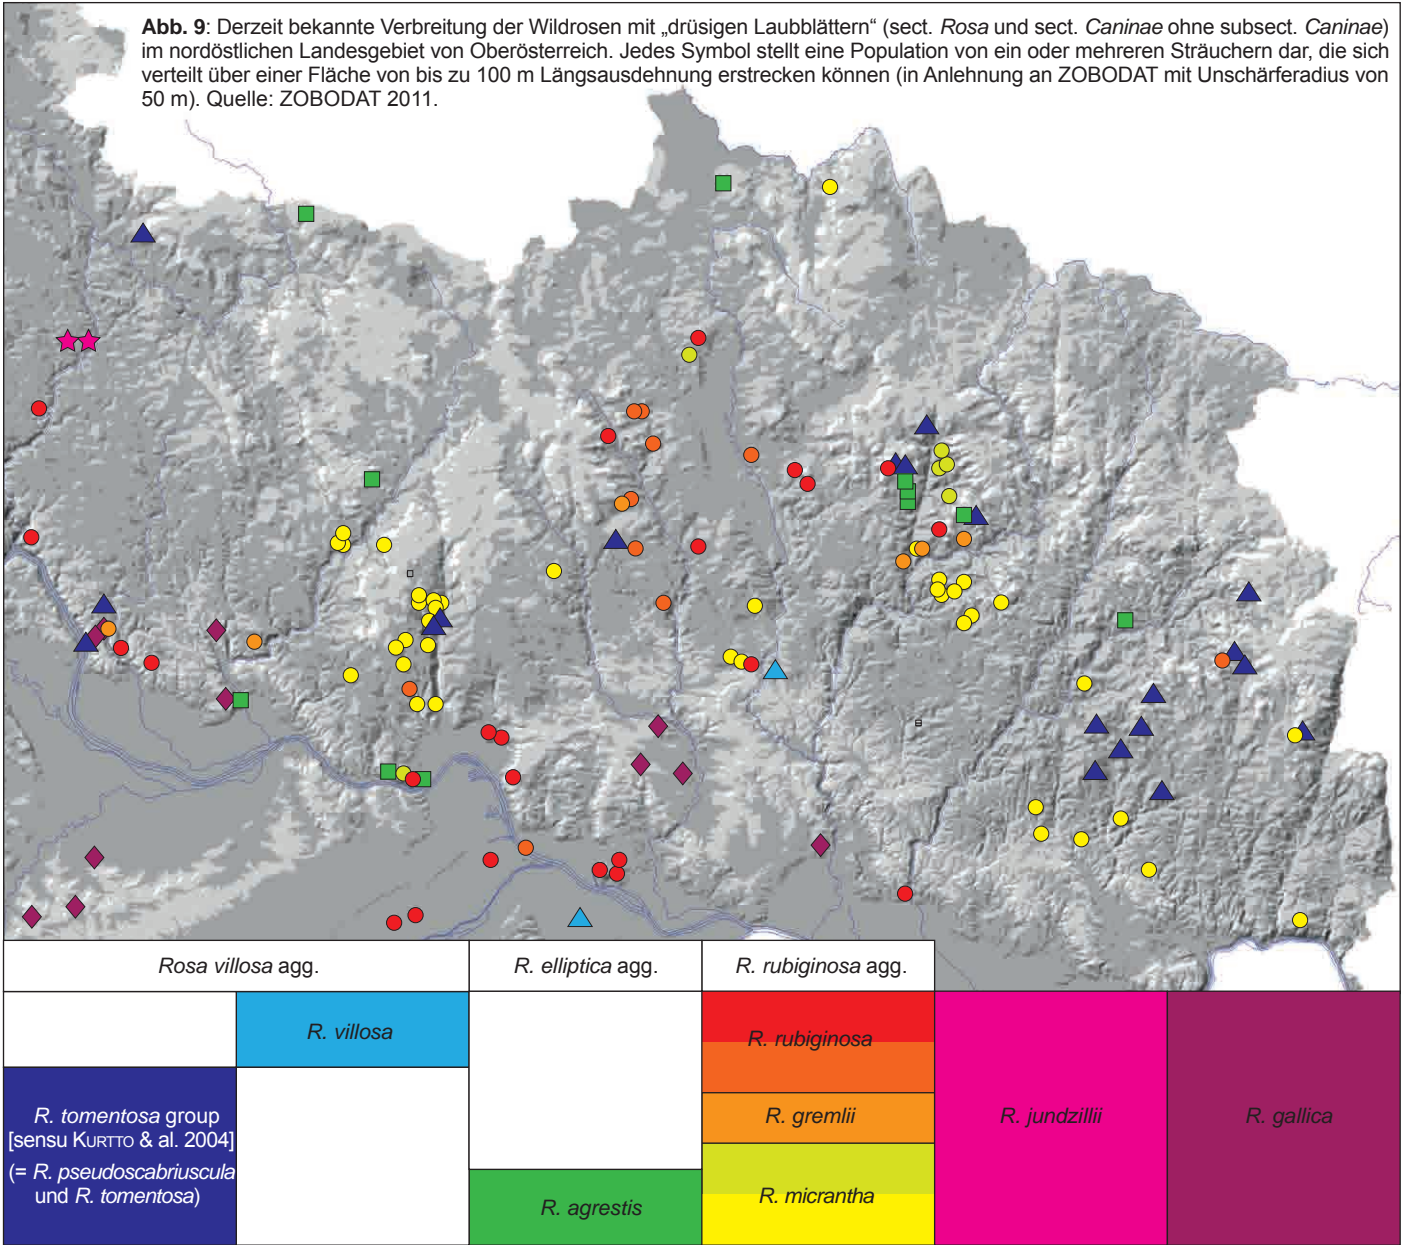 Abb. 9: Derzeit bekannte Verbreitung der Wildrosen mit „drüsigen Laubblättern“ (sect. Rosa und sect. Caninae ohne subsect. Caninae)
im nordöstlichen Landesgebiet von Oberösterreich. Jedes Symbol stellt eine Population von ein oder mehreren Sträuchern dar, die sich
verteilt über einer Fläche von bis zu 100 m Längsausdehnung erstrecken können (in Anlehnung an ZOBODAT mit Unschärferadius von
50 m). Quelle: ZOBODAT 2011.
Rosa villosa agg.
R. elliptica agg.
R. rubiginosa agg.
R. villosa
R. tomentosa group
[sensu KURTTO & al. 2004]
(= R. pseudoscabriuscula
und R. tomentosa)
R. agrestis
R. rubiginosa
R. gremlii
R. micrantha
R. jundzillii
R. gallica